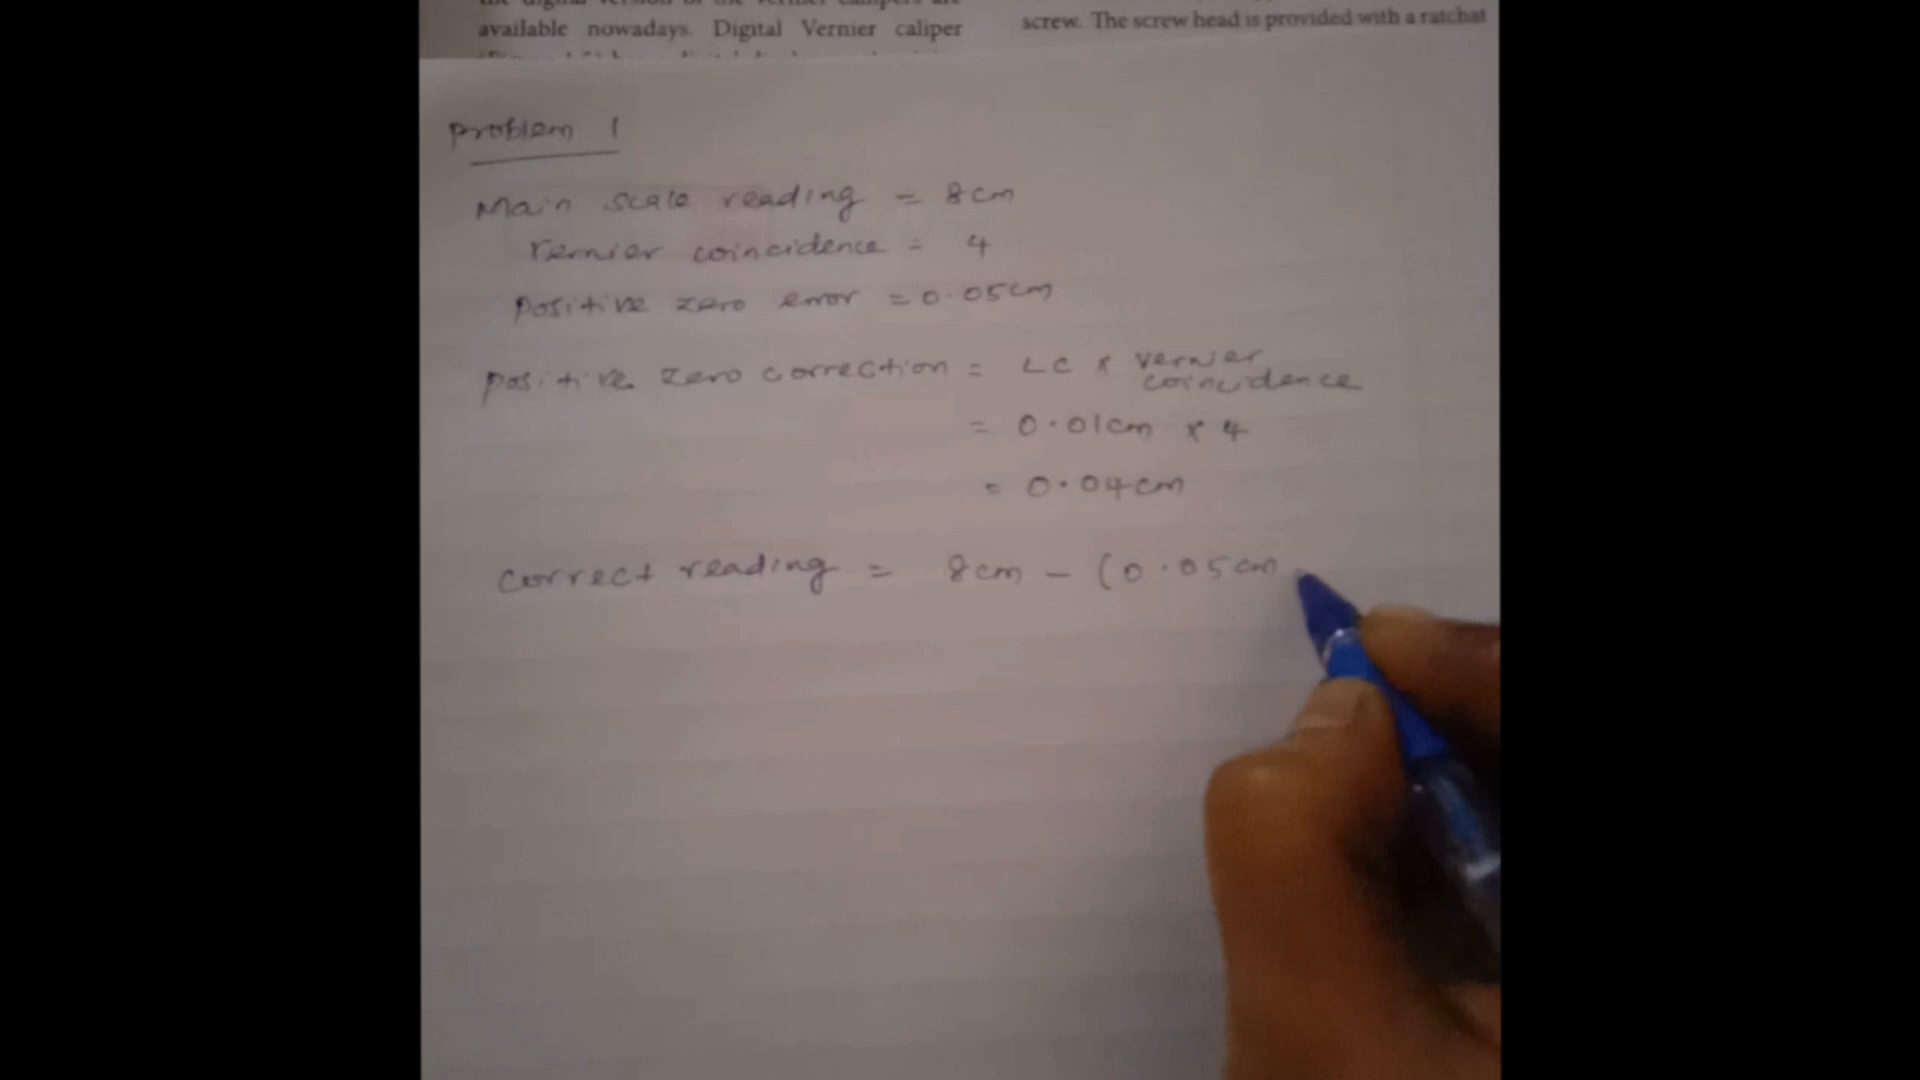 available nowadays. Digital Vernier caliper
screw. The screw head is provided with a ratchat
Problem 1
Main scale reading = 8cm
Vernier coincidence = 4
Positive zero error = 0.05cm
Positive zero correction = LC x vernier
coincidence
= 0.01cm x 4
= 0.04cm
Correct reading = 8cm - (0.05cm